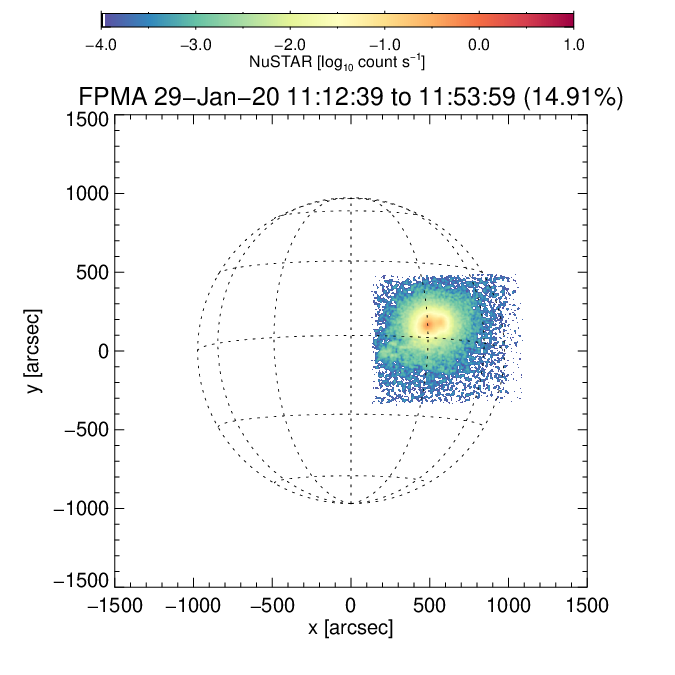 −4.0 −3.0 −2.0 −1.0 0.0 1.0
NuSTAR [log₁₀ count s⁻¹]
FPMA 29−Jan−20 11:12:39 to 11:53:59 (14.91%)
1500
1000
500
0
−500
−1000
−1500
y [arcsec]
−1500 −1000 −500 0 500 1000 1500
x [arcsec]